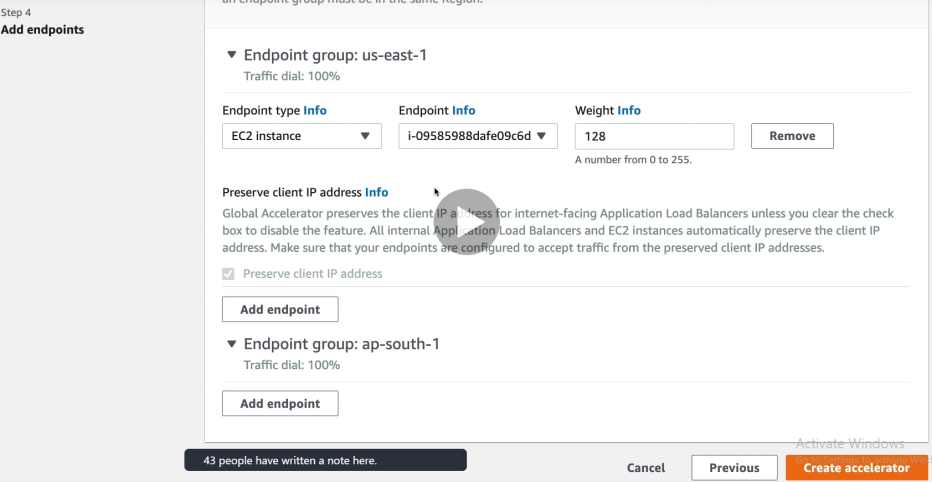 an endpoint group must be in the same Region.
Step 4
Add endpoints
Endpoint group: us-east-1
Traffic dial: 100%
Endpoint type Info
Endpoint Info
Weight Info
EC2 instance
i-09585988dafe09c6d
128
Remove
A number from 0 to 255.
Preserve client IP address Info
Global Accelerator preserves the client IP address for internet-facing Application Load Balancers unless you clear the check
box to disable the feature. All internal Application Load Balancers and EC2 instances automatically preserve the client IP
address. Make sure that your endpoints are configured to accept traffic from the preserved client IP addresses.
Preserve client IP address
Add endpoint
Endpoint group: ap-south-1
Traffic dial: 100%
Add endpoint
Activate Windows
Go to Settings to activate Wind
43 people have written a note here.
Cancel
Previous
Create accelerator